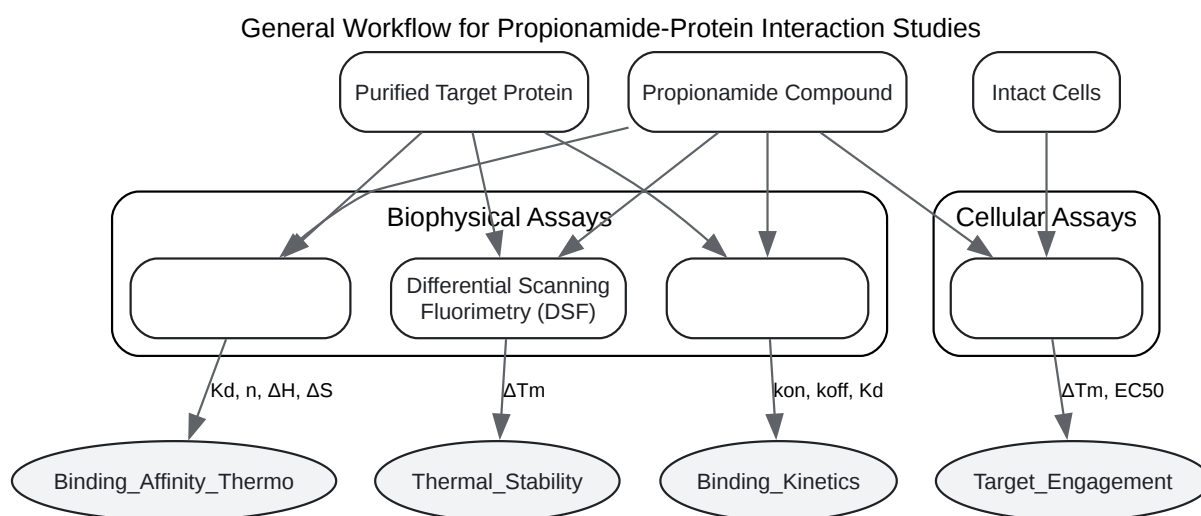 General Workflow for Propionamide-Protein Interaction Studies
Purified Target Protein
Propionamide Compound
Intact Cells
Biophysical Assays
Cellular Assays
Differential Scanning
Fluorimetry (DSF)
Kd, n, ΔH, ΔS
ΔTm
kon, koff, Kd
ΔTm, EC50
Binding_Affinity_Thermo
Thermal_Stability
Binding_Kinetics
Target_Engagement